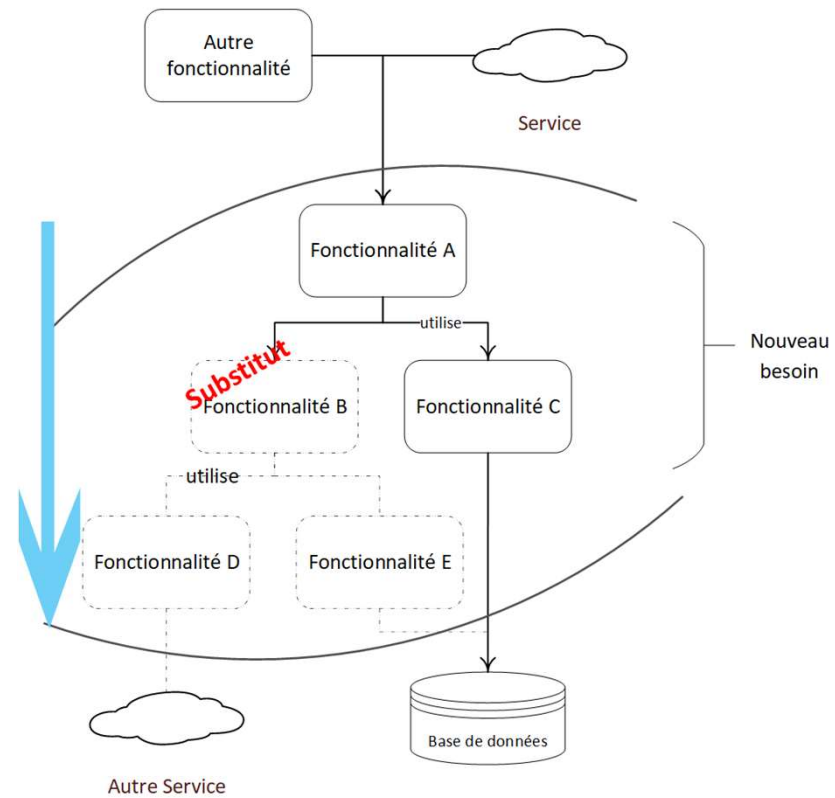 Autre
fonctionnalité
Service
Fonctionnalité A
utilise
Nouveau
besoin
Substitut
Fonctionnalité B
Fonctionnalité C
utilise
Fonctionnalité D
Fonctionnalité E
Base de données
Autre Service